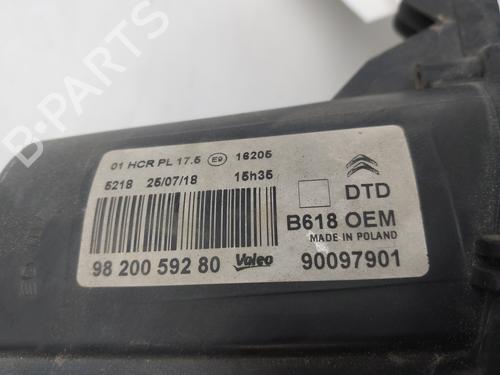 B-PARTS
01 HCR PL 17.5 E9 16205
5218 25/07/18 15h35
DTD
B618 OEM
MADE IN POLAND
98 200 592 80 Valeo 90097901